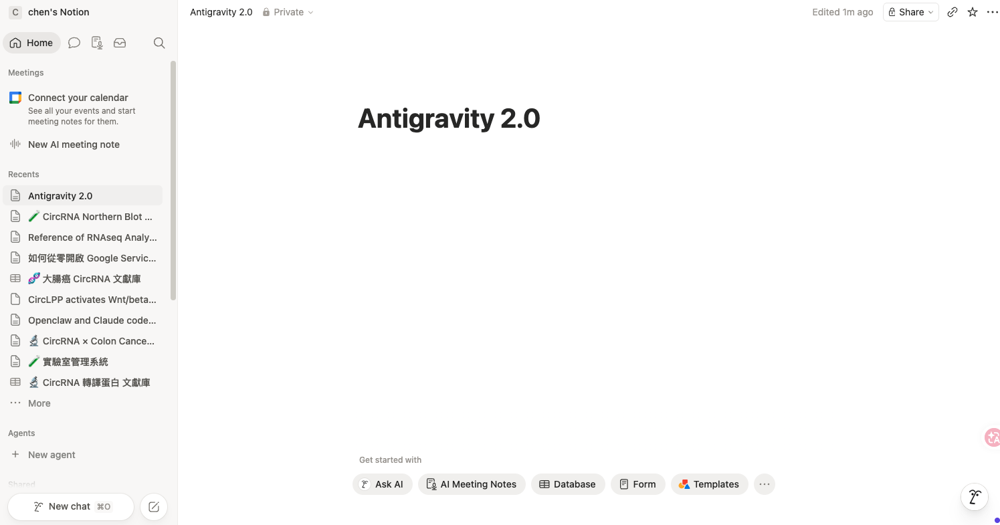 C chen's Notion
Home
Meetings
Connect your calendar
See all your events and start
meeting notes for them.
New AI meeting note
Recents
Antigravity 2.0
CircRNA Northern Blot ...
Reference of RNAseq Analy...
如何從零開啟 Google Servic...
大腸癌 CircRNA 文獻庫
CircLPP activates Wnt/beta...
Openclaw and Claude code...
CircRNA × Colon Cance...
實驗室管理系統
CircRNA 轉譯蛋白 文獻庫
More
Agents
New agent
Shared
New chat ⌘O
Antigravity 2.0 Private
Edited 1m ago Share
Antigravity 2.0
Get started with
Ask AI AI Meeting Notes Database Form Templates